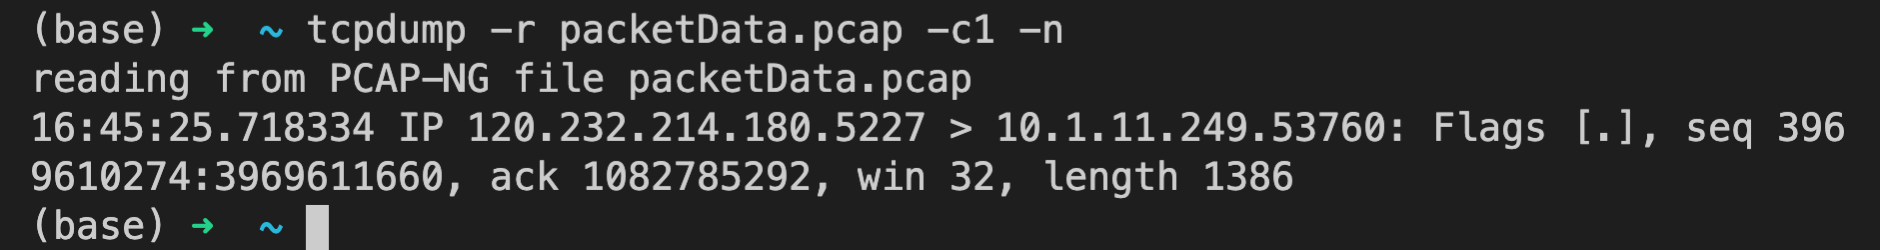 (base) ➜  ~ tcpdump -r packetData.pcap -c1 -n
reading from PCAP-NG file packetData.pcap
16:45:25.718334 IP 120.232.214.180.5227 > 10.1.11.249.53760: Flags [.], seq 396
9610274:3969611660, ack 1082785292, win 32, length 1386
(base) ➜  ~